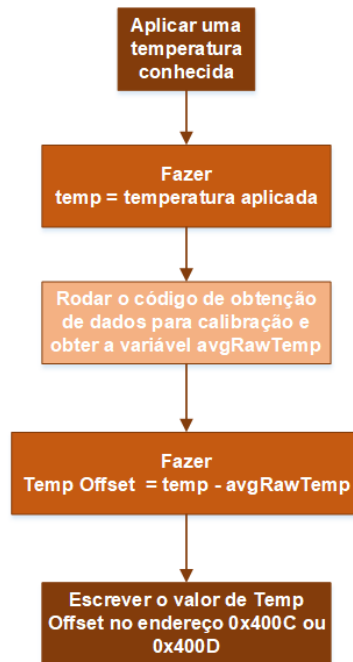 Aplicar uma
temperatura
conhecida
Fazer
temp = temperatura aplicada
Rodar o código de obtenção
de dados para calibração e
obter a variável avgRawTemp
Fazer
Temp Offset = temp - avgRawTemp
Escrever o valor de Temp
Offset no endereço 0x400C ou
0x400D